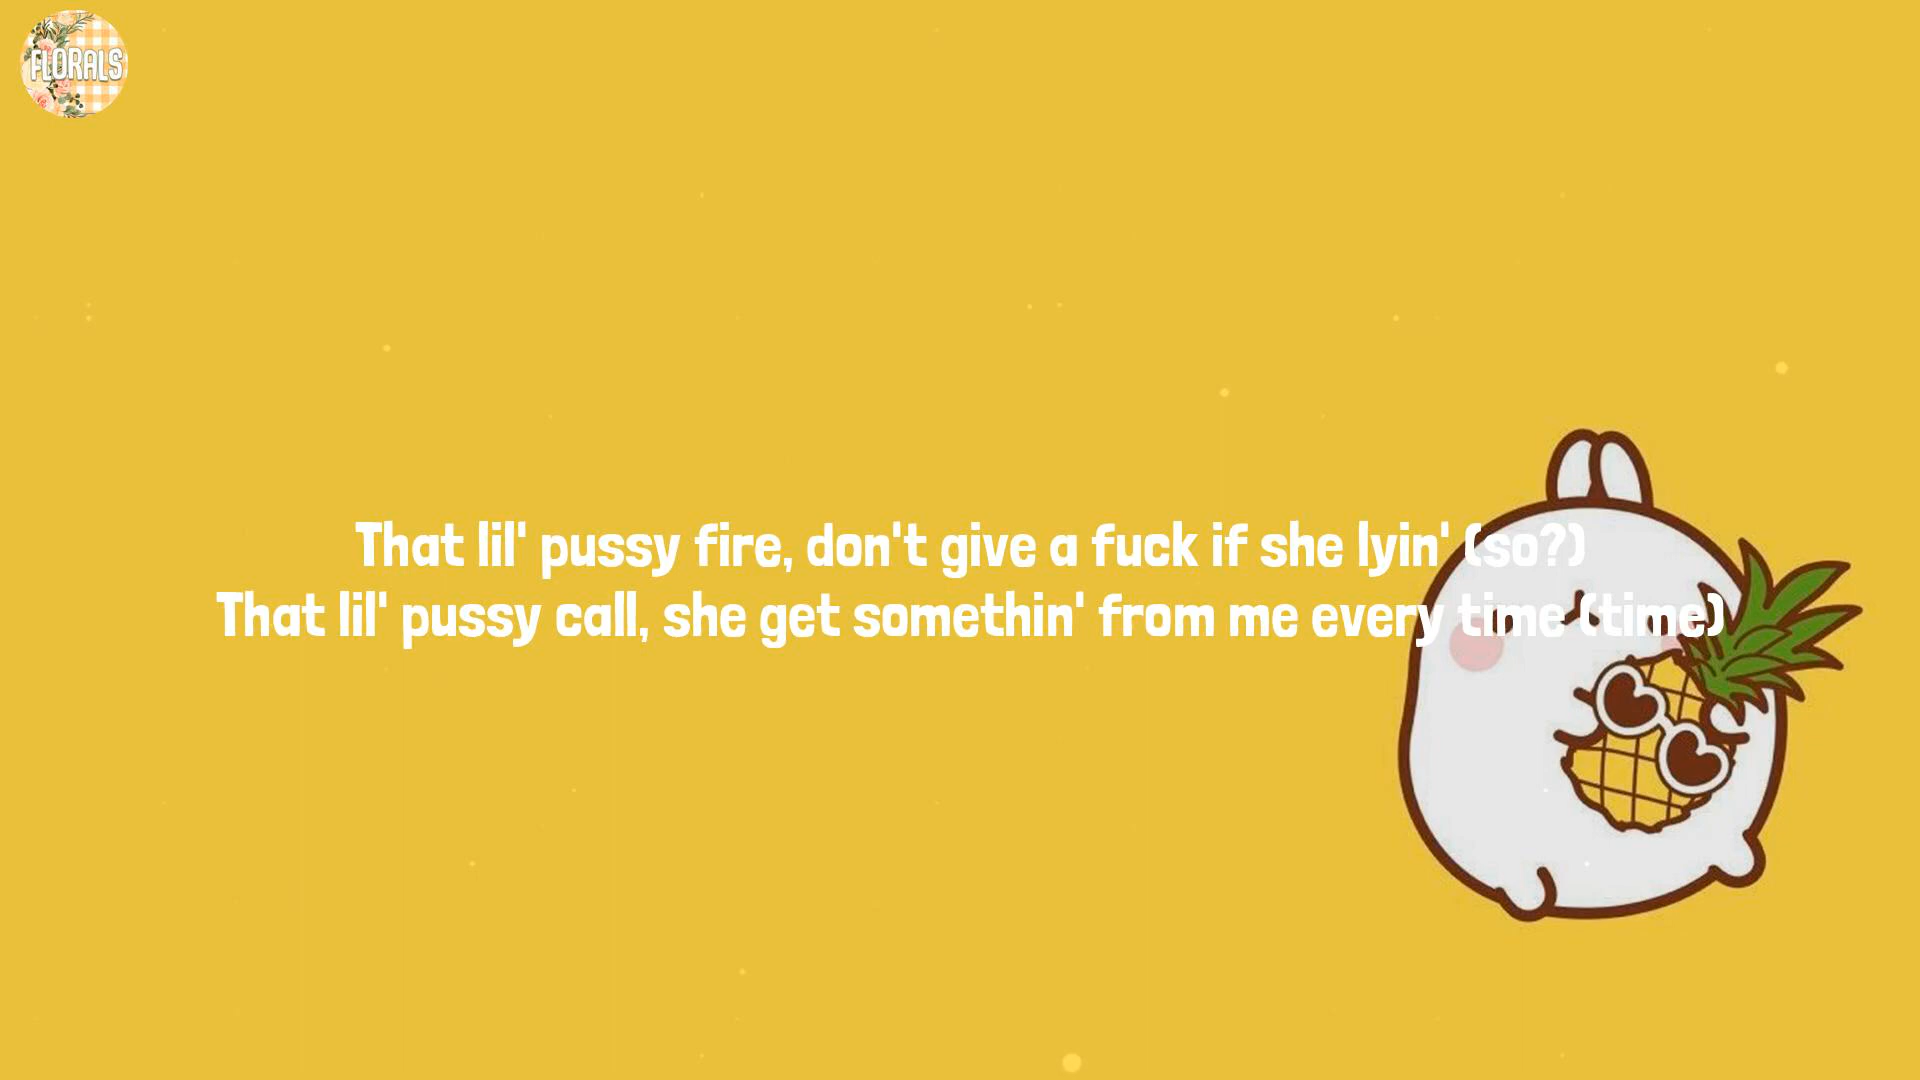 FLORALS
That lil' pussy fire, don't give a fuck if she lyin' (so?)
That lil' pussy call, she get somethin' from me every time (time)